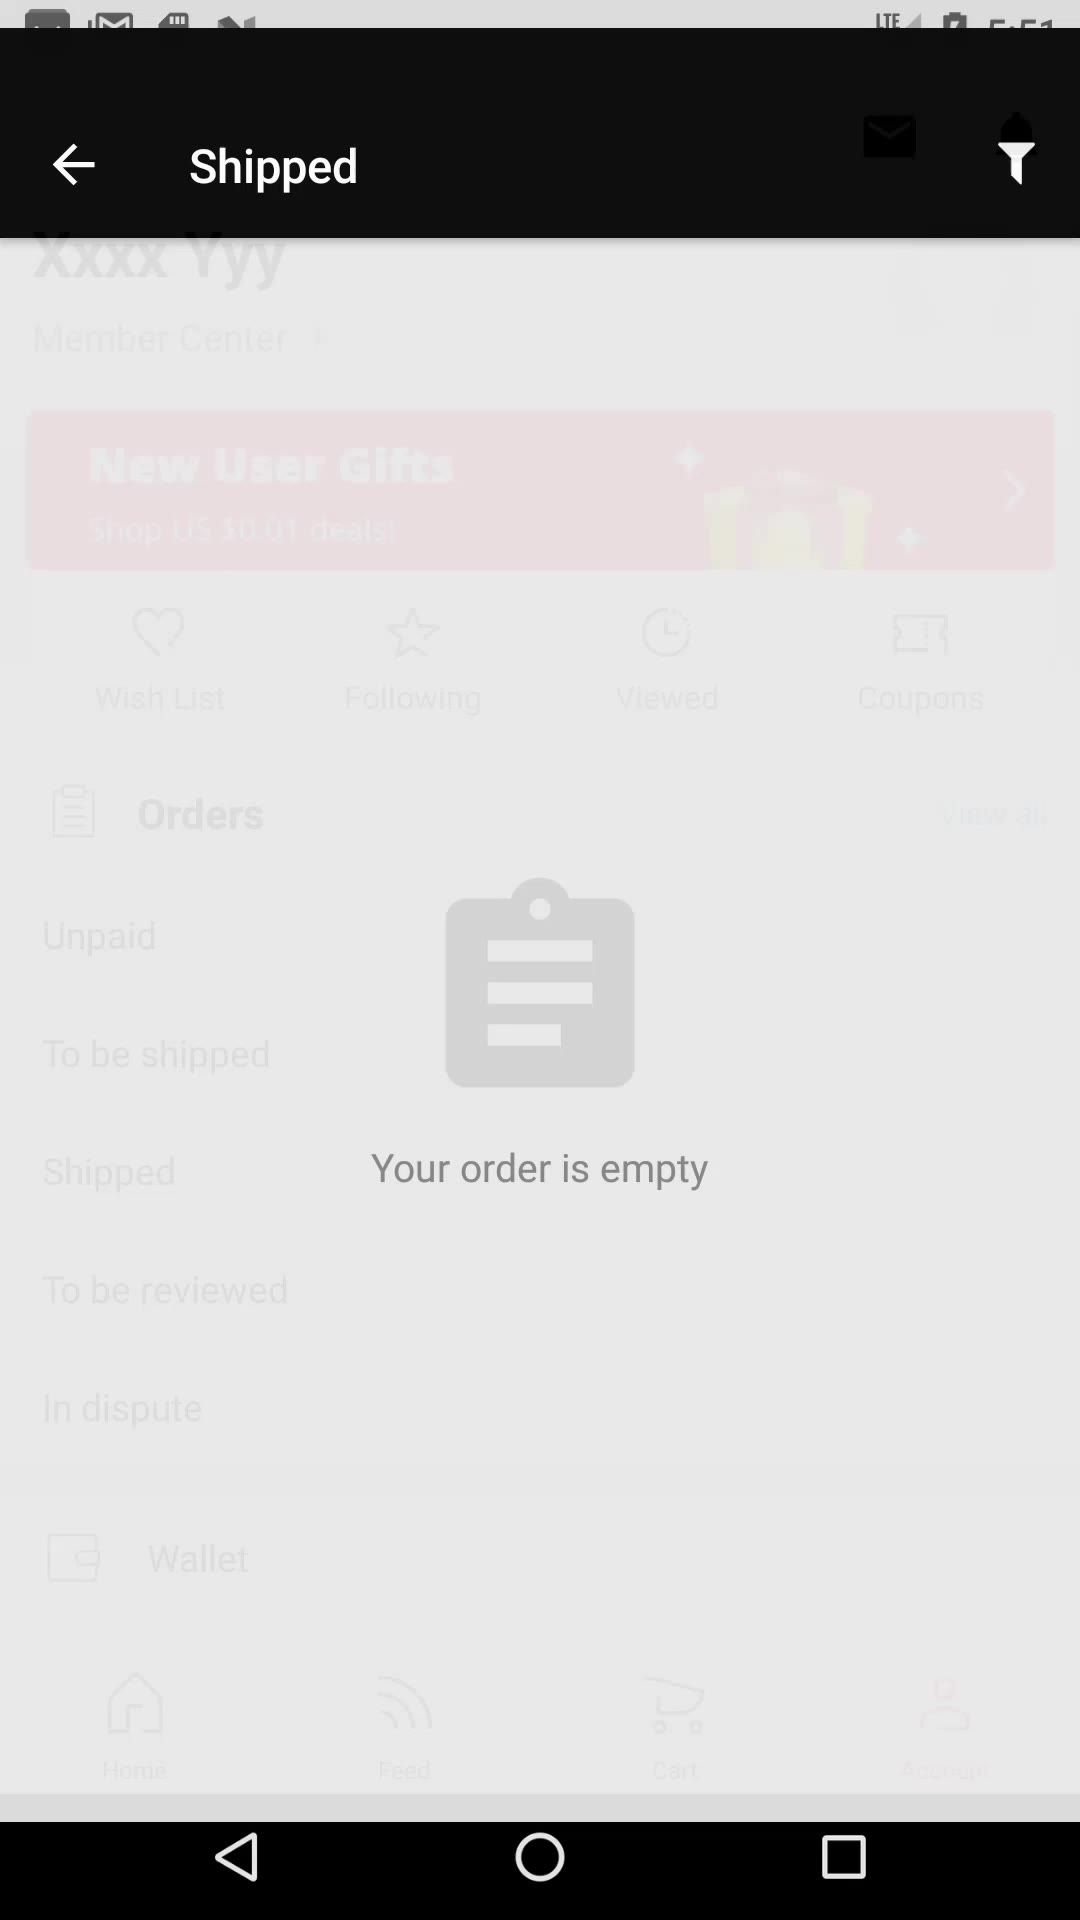 LTE 5:51
Shipped
Xxxx Yyy
Member Center
New User Gifts
Shop US $0.01 deals!
Wish List
Following
Viewed
Coupons
Orders
View all
Unpaid
To be shipped
Shipped
Your order is empty
To be reviewed
In dispute
Wallet
Home
Feed
Cart
Account